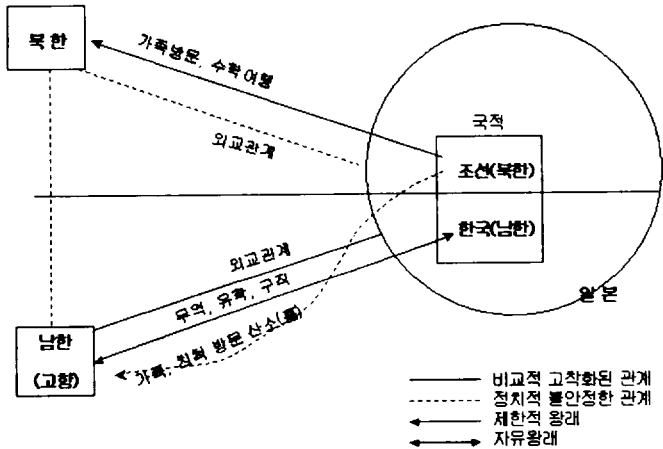 북한
가족방문, 수학여행
외교관계
국적
조선(북한)
한국(남한)
일본
외교관계
무역, 유학, 구직
가족, 친척 방문 산소(墓)
남한
(고향)
비교적 고착화된 관계
정치적 불안정한 관계
제한적 왕래
자유왕래